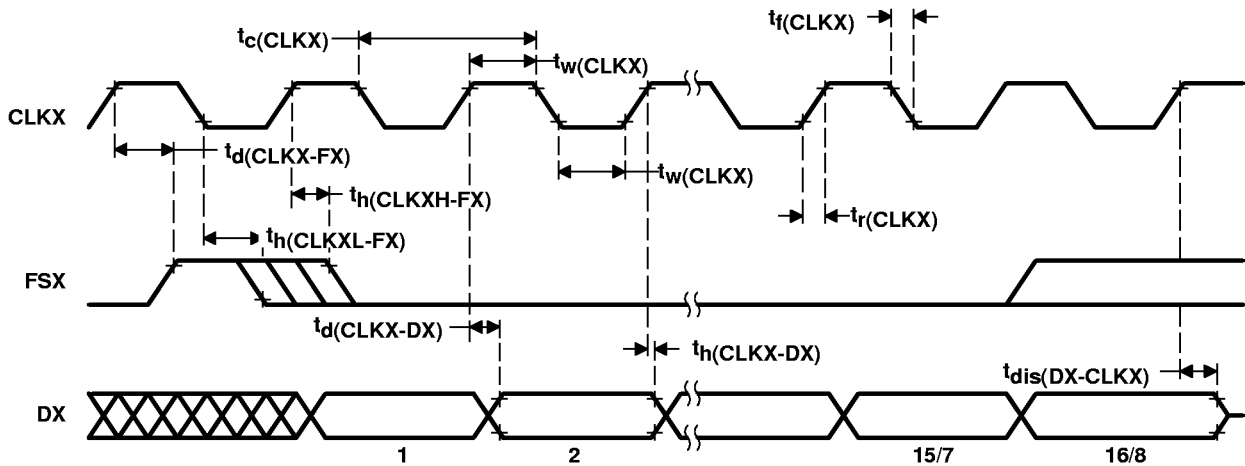 tc(CLKX)
tw(CLKX)
tf(CLKX)
CLKX
td(CLKX-FX)
tw(CLKX)
th(CLKXH-FX)
tr(CLKX)
th(CLKXL-FX)
FSX
td(CLKX-DX)
th(CLKX-DX)
tdis(DX-CLKX)
DX
1
2
15/7
16/8